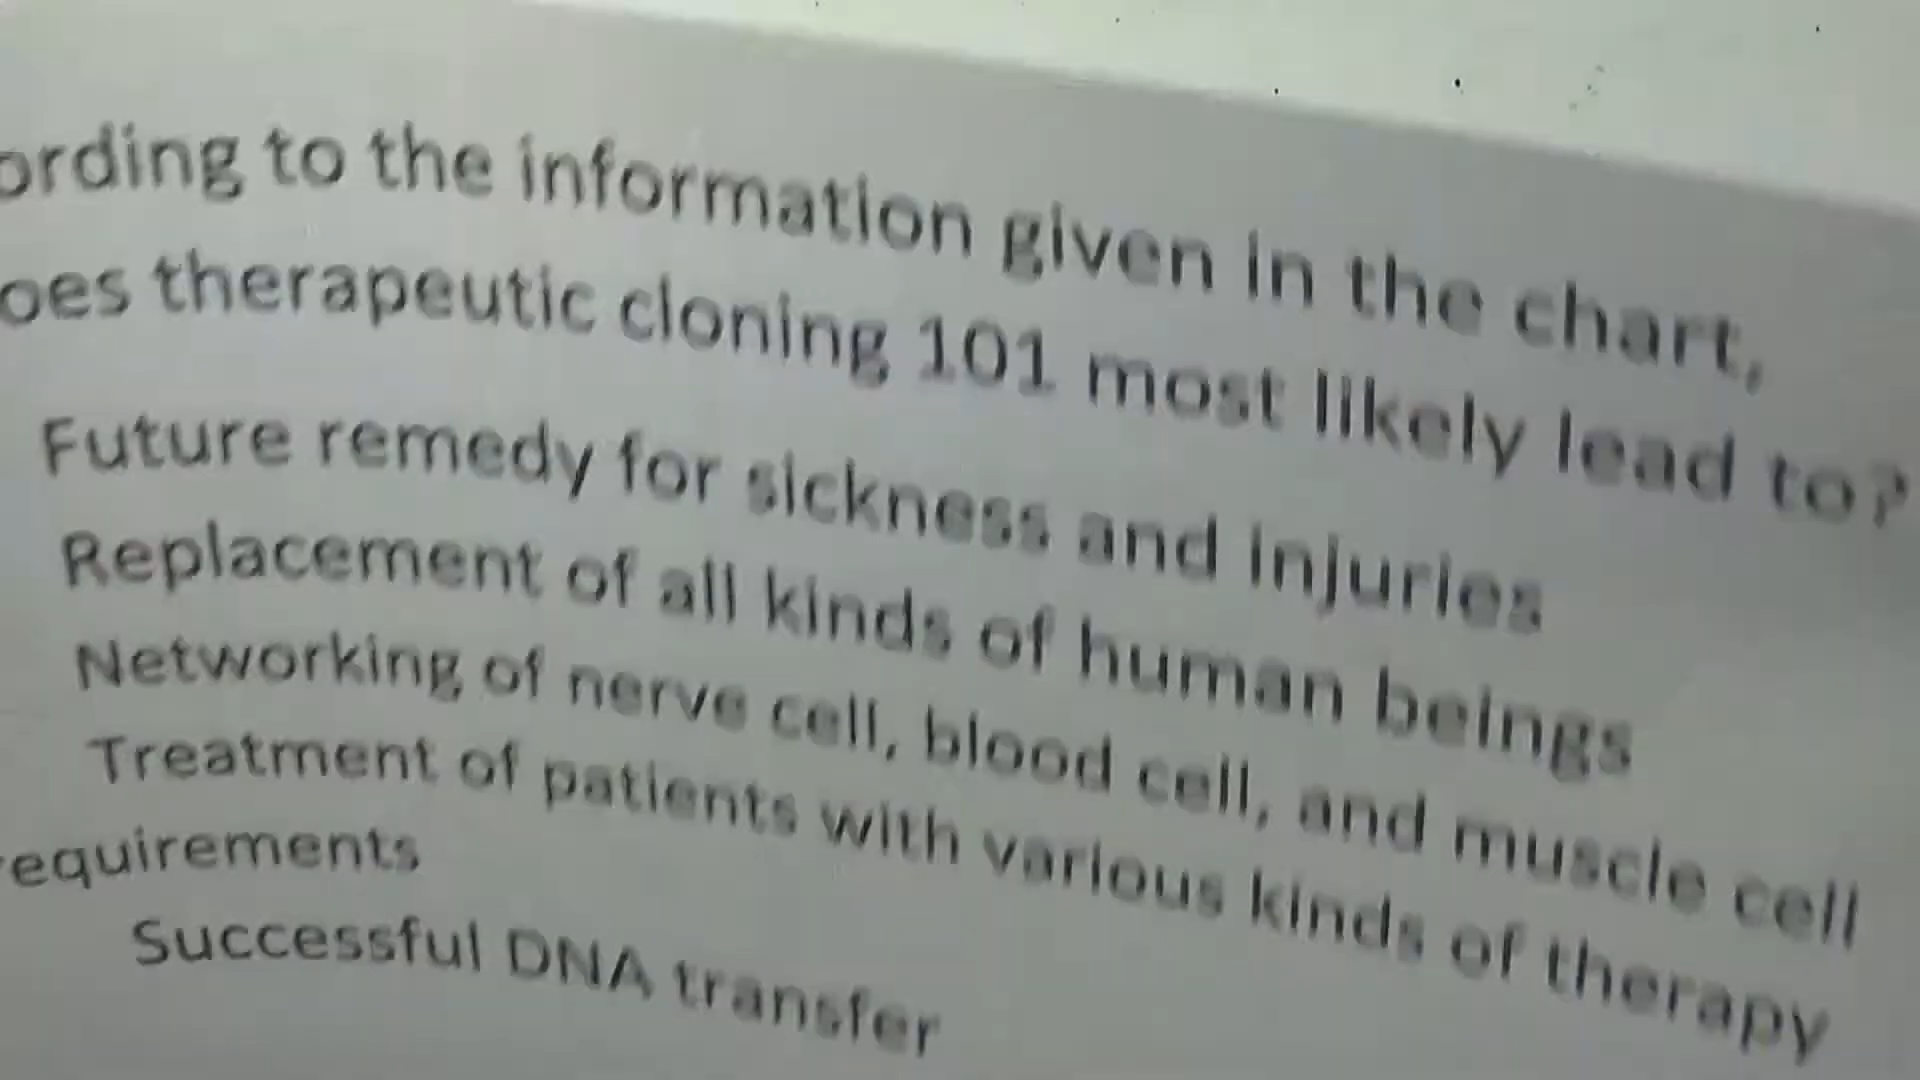 ording to the information given in the chart,
oes therapeutic cloning 101 most likely lead to?
Future remedy for sickness and injuries
Replacement of all kinds of human beings
Networking of nerve cell, blood cell, and muscle cell
Treatment of patients with various kinds of therapy
requirements
Successful DNA transfer